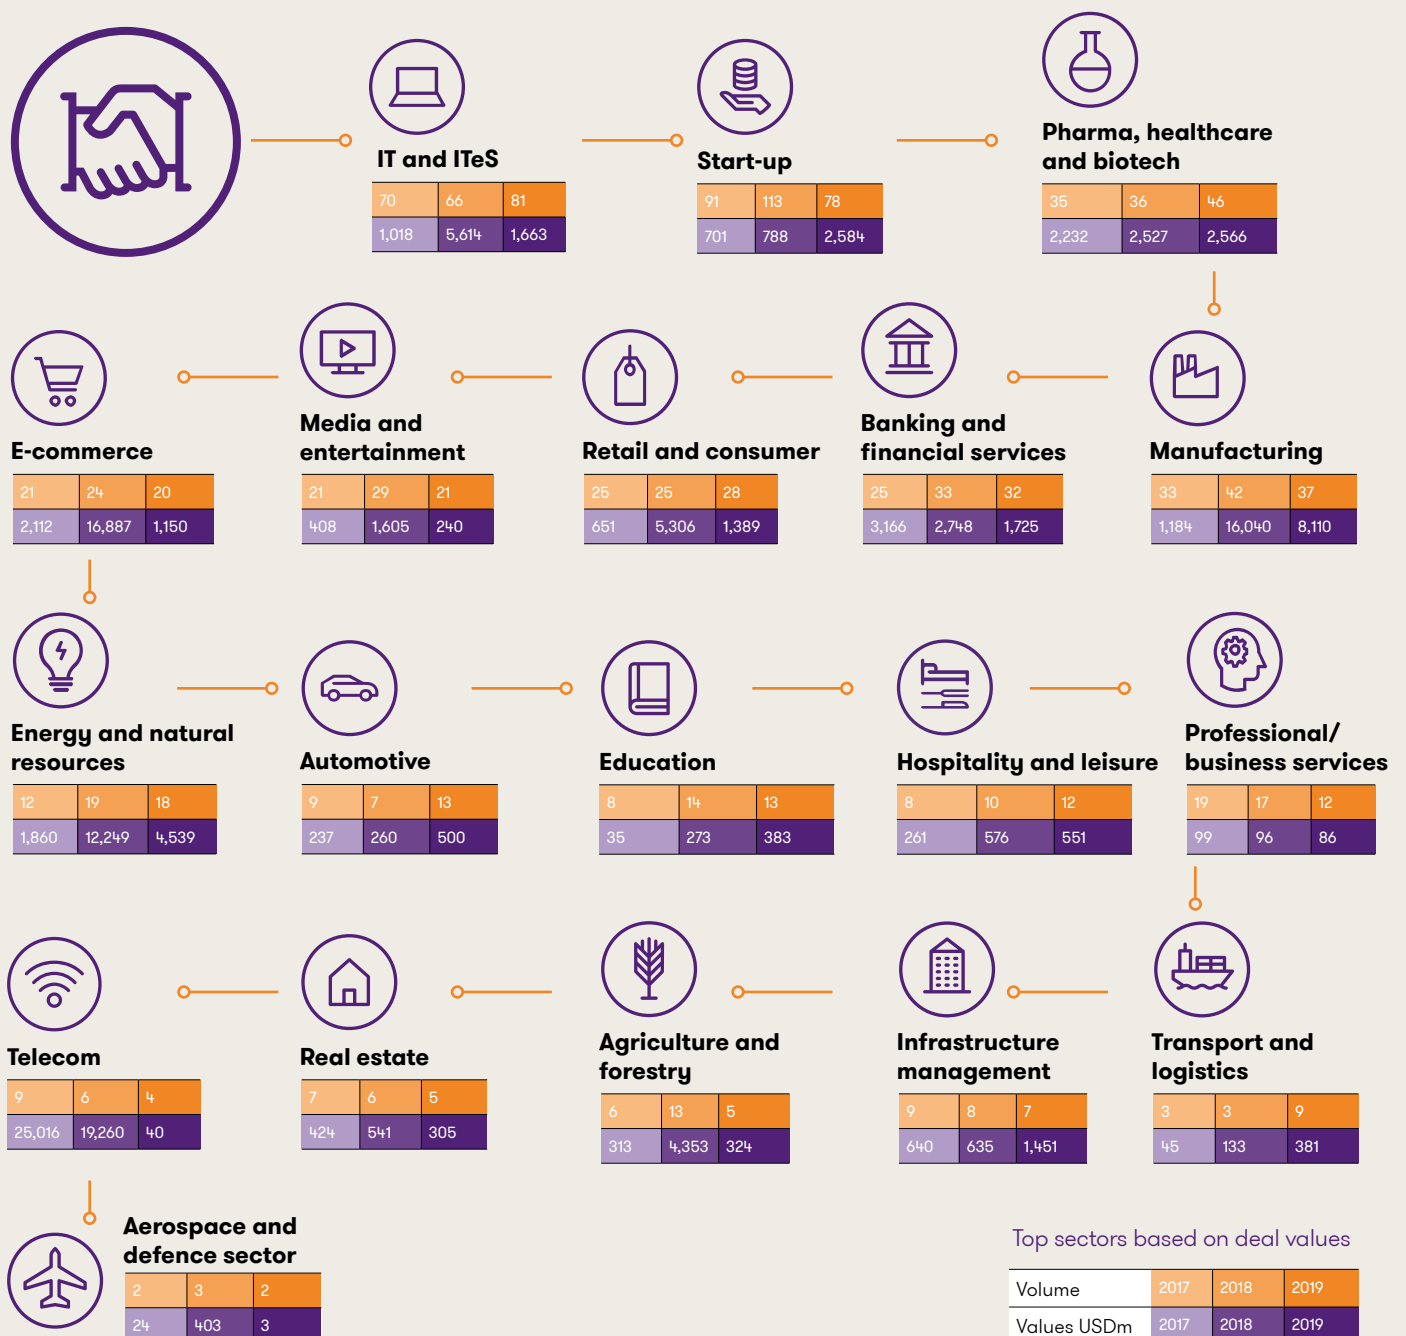 IT and ITeS
70 66 81
1,018 5,614 1,663
Start-up
91 113 78
701 788 2,584
Pharma, healthcare
and biotech
35 36 46
2,232 2,527 2,566
E-commerce
21 24 20
2,112 16,887 1,150
Media and
entertainment
21 29 21
408 1,605 240
Retail and consumer
25 25 28
651 5,306 1,389
Banking and
financial services
25 33 32
3,166 2,748 1,725
Manufacturing
33 42 37
1,184 16,040 8,110
Energy and natural
resources
12 19 18
1,860 12,249 4,539
Automotive
9 7 13
237 260 500
Education
8 14 13
35 273 383
Hospitality and leisure
8 10 12
261 576 551
Professional/
business services
19 17 12
99 96 86
Telecom
9 6 4
25,016 19,260 40
Real estate
7 6 5
424 541 305
Agriculture and
forestry
6 13 5
313 4,353 324
Infrastructure
management
9 8 7
640 635 1,451
Transport and
logistics
3 3 9
45 133 381
Aerospace and
defence sector
2 3 2
24 403 3
Top sectors based on deal values
Volume 2017 2018 2019
Values USDm 2017 2018 2019